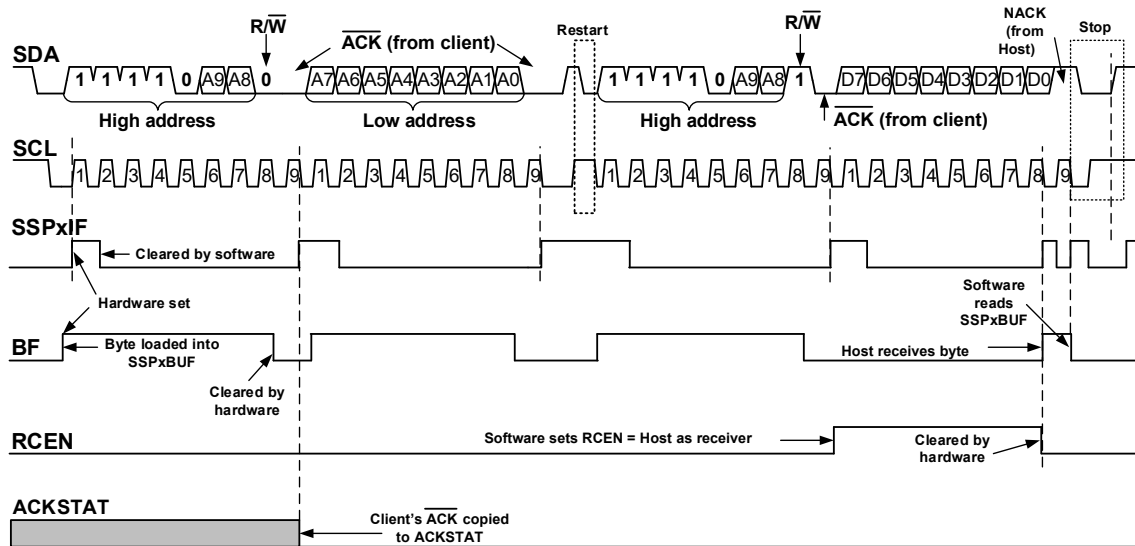 R/W ACK (from client) Restart R/W NACK (from Host) Stop
SDA 1 1 1 1 0 A9 A8 0 A7 A6 A5 A4 A3 A2 A1 A0 1 1 1 1 0 A9 A8 1 D7 D6 D5 D4 D3 D2 D1 D0
High address Low address High address ACK (from client)
SCL 1 2 3 4 5 6 7 8 9 1 2 3 4 5 6 7 8 9 1 2 3 4 5 6 7 8 9 1 2 3 4 5 6 7 8 9
SSPxIF
Cleared by software
Hardware set
Software
reads
SSPxBUF
BF
Byte loaded into
SSPxBUF
Host receives byte
Cleared by
hardware
RCEN
Software sets RCEN = Host as receiver
Cleared by
hardware
ACKSTAT
Client's ACK copied
to ACKSTAT